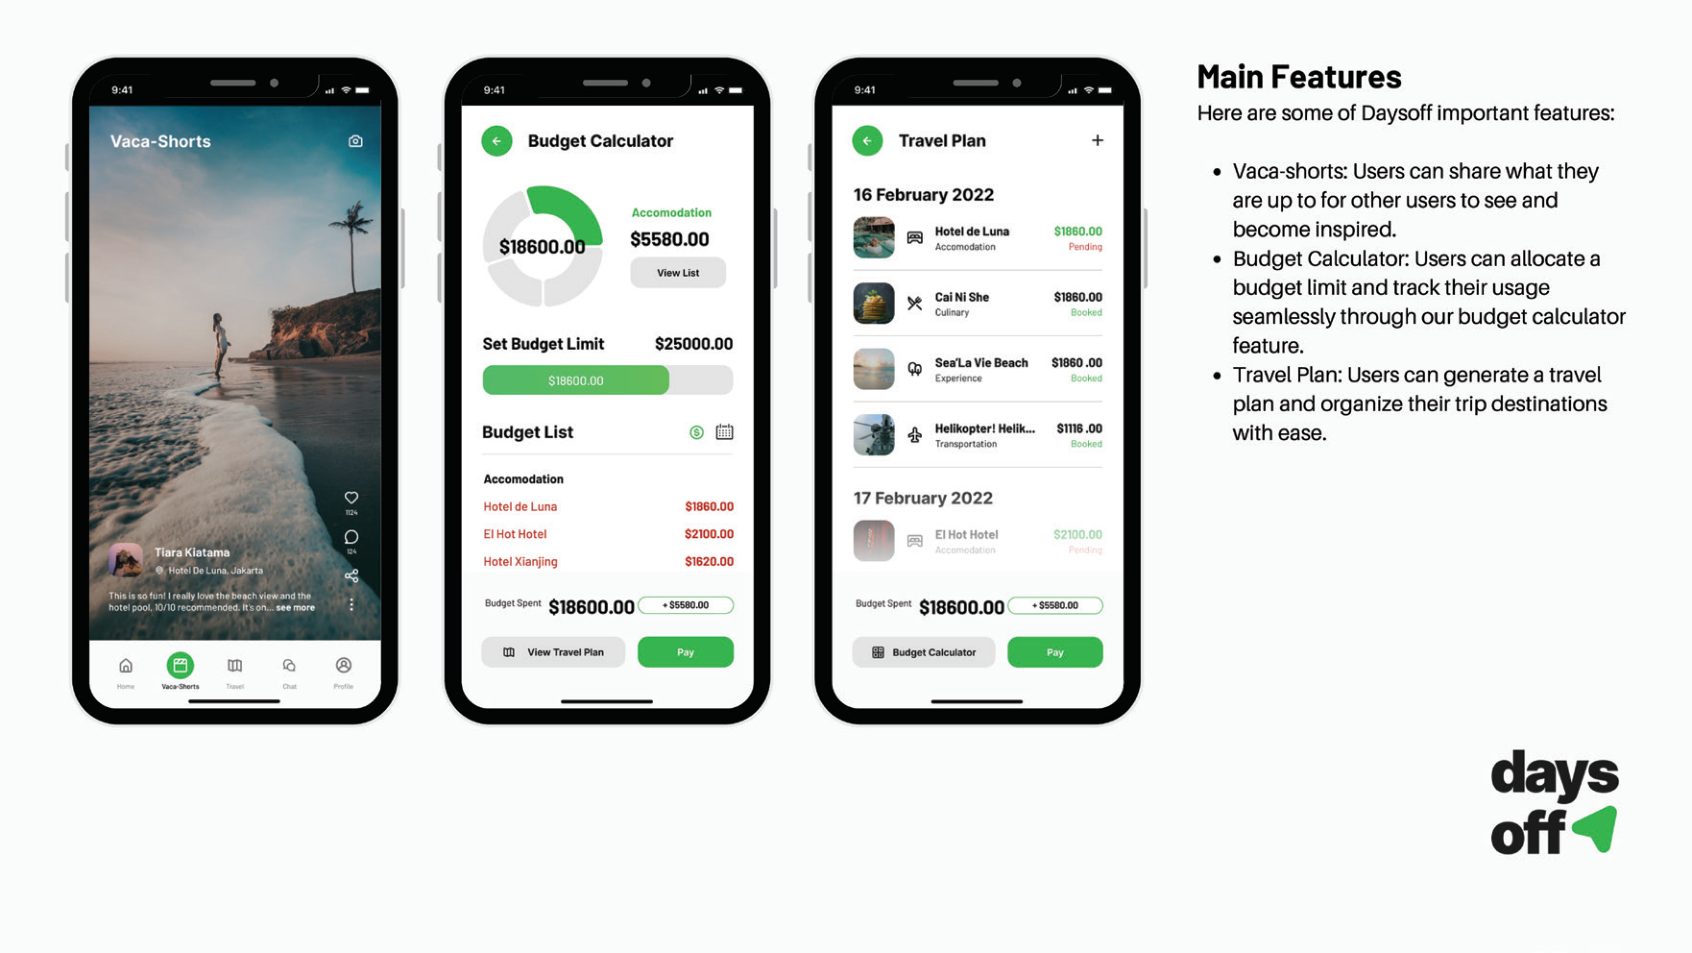 9:41
Vaca-Shorts
1124
124
Tiara Kiatama
Hotel De Luna, Jakarta
This is so fun! I really love the beach view and the
hotel pool, 10/10 recommended. It's on... see more
Home
Vaca-Shorts
Travel
Chat
Profile
9:41
Budget Calculator
$18600.00
Accomodation
$5580.00
View List
Set Budget Limit $25000.00
$18600.00
Budget List
Accomodation
Hotel de Luna $1860.00
El Hot Hotel $2100.00
Hotel Xianjing $1620.00
Budget Spent $18600.00 + $5580.00
View Travel Plan Pay
9:41
Travel Plan +
16 February 2022
Hotel de Luna $1860.00
Accomodation Pending
Cai Ni She $1860.00
Culinary Booked
Sea'La Vie Beach $1860 .00
Experience Booked
Helikopter! Helik... $1116 .00
Transportation Booked
17 February 2022
El Hot Hotel $2100.00
Accomodation Pending
Budget Spent $18600.00 + $5580.00
Budget Calculator Pay
Main Features
Here are some of Daysoff important features:
• Vaca-shorts: Users can share what they
are up to for other users to see and
become inspired.
• Budget Calculator: Users can allocate a
budget limit and track their usage
seamlessly through our budget calculator
feature.
• Travel Plan: Users can generate a travel
plan and organize their trip destinations
with ease.
days
off